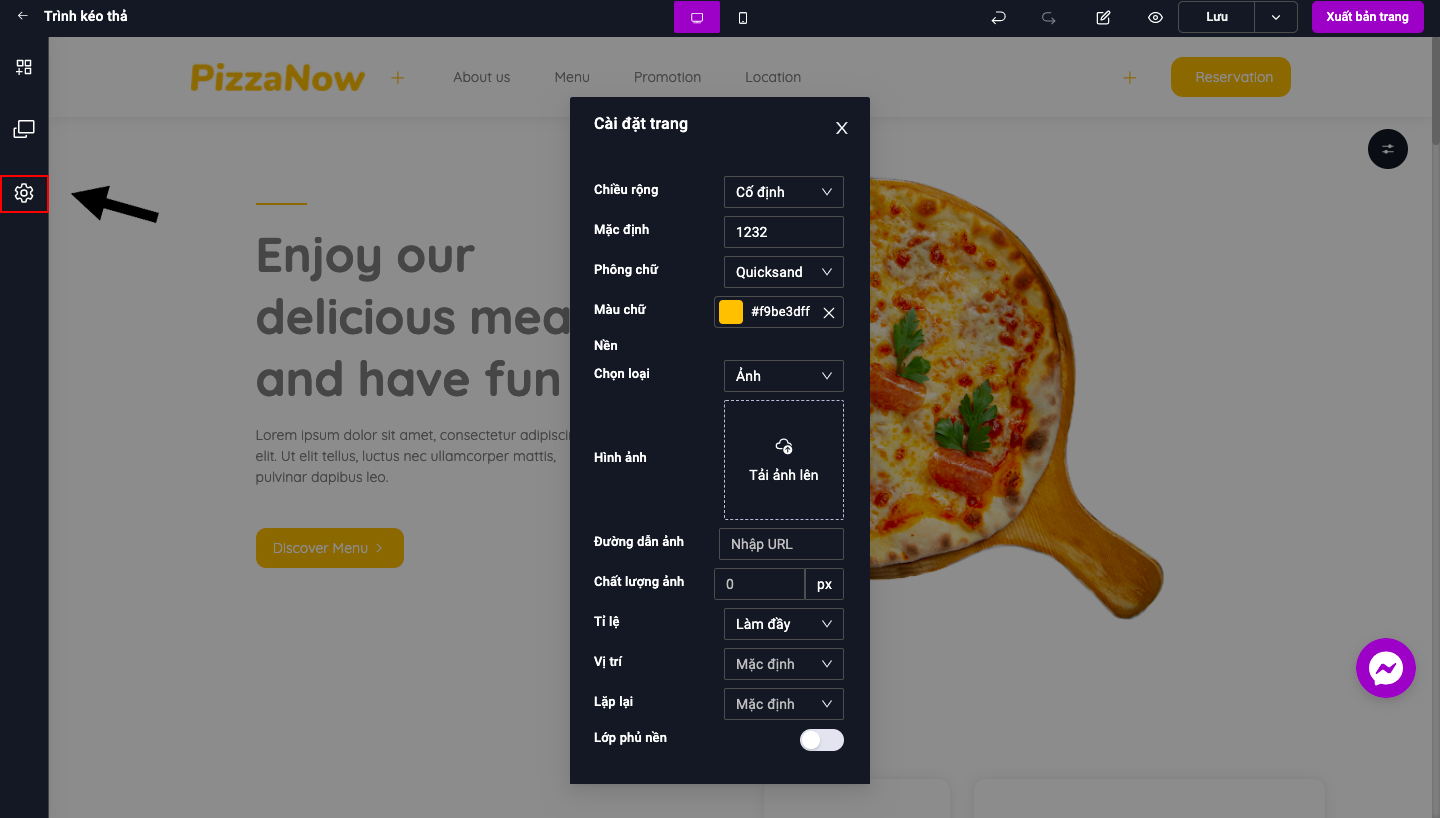 Trình kéo thả
Lưu
Xuất bản trang
PizzaNow
About us
Menu
Promotion
Location
Reservation
Enjoy our
delicious mea
and have fun
Lorem ipsum dolor sit amet, consectetur adipiscin
elit. Ut elit tellus, luctus nec ullamcorper mattis,
pulvinar dapibus leo.
Discover Menu
Cài đặt trang
Chiều rộng
Cố định
Mặc định
1232
Phông chữ
Quicksand
Màu chữ
#f9be3dff
Nền
Chọn loại
Ảnh
Hình ảnh
Tải ảnh lên
Đường dẫn ảnh
Nhập URL
Chất lượng ảnh
0
px
Tỉ lệ
Làm đầy
Vị trí
Mặc định
Lặp lại
Mặc định
Lớp phủ nền